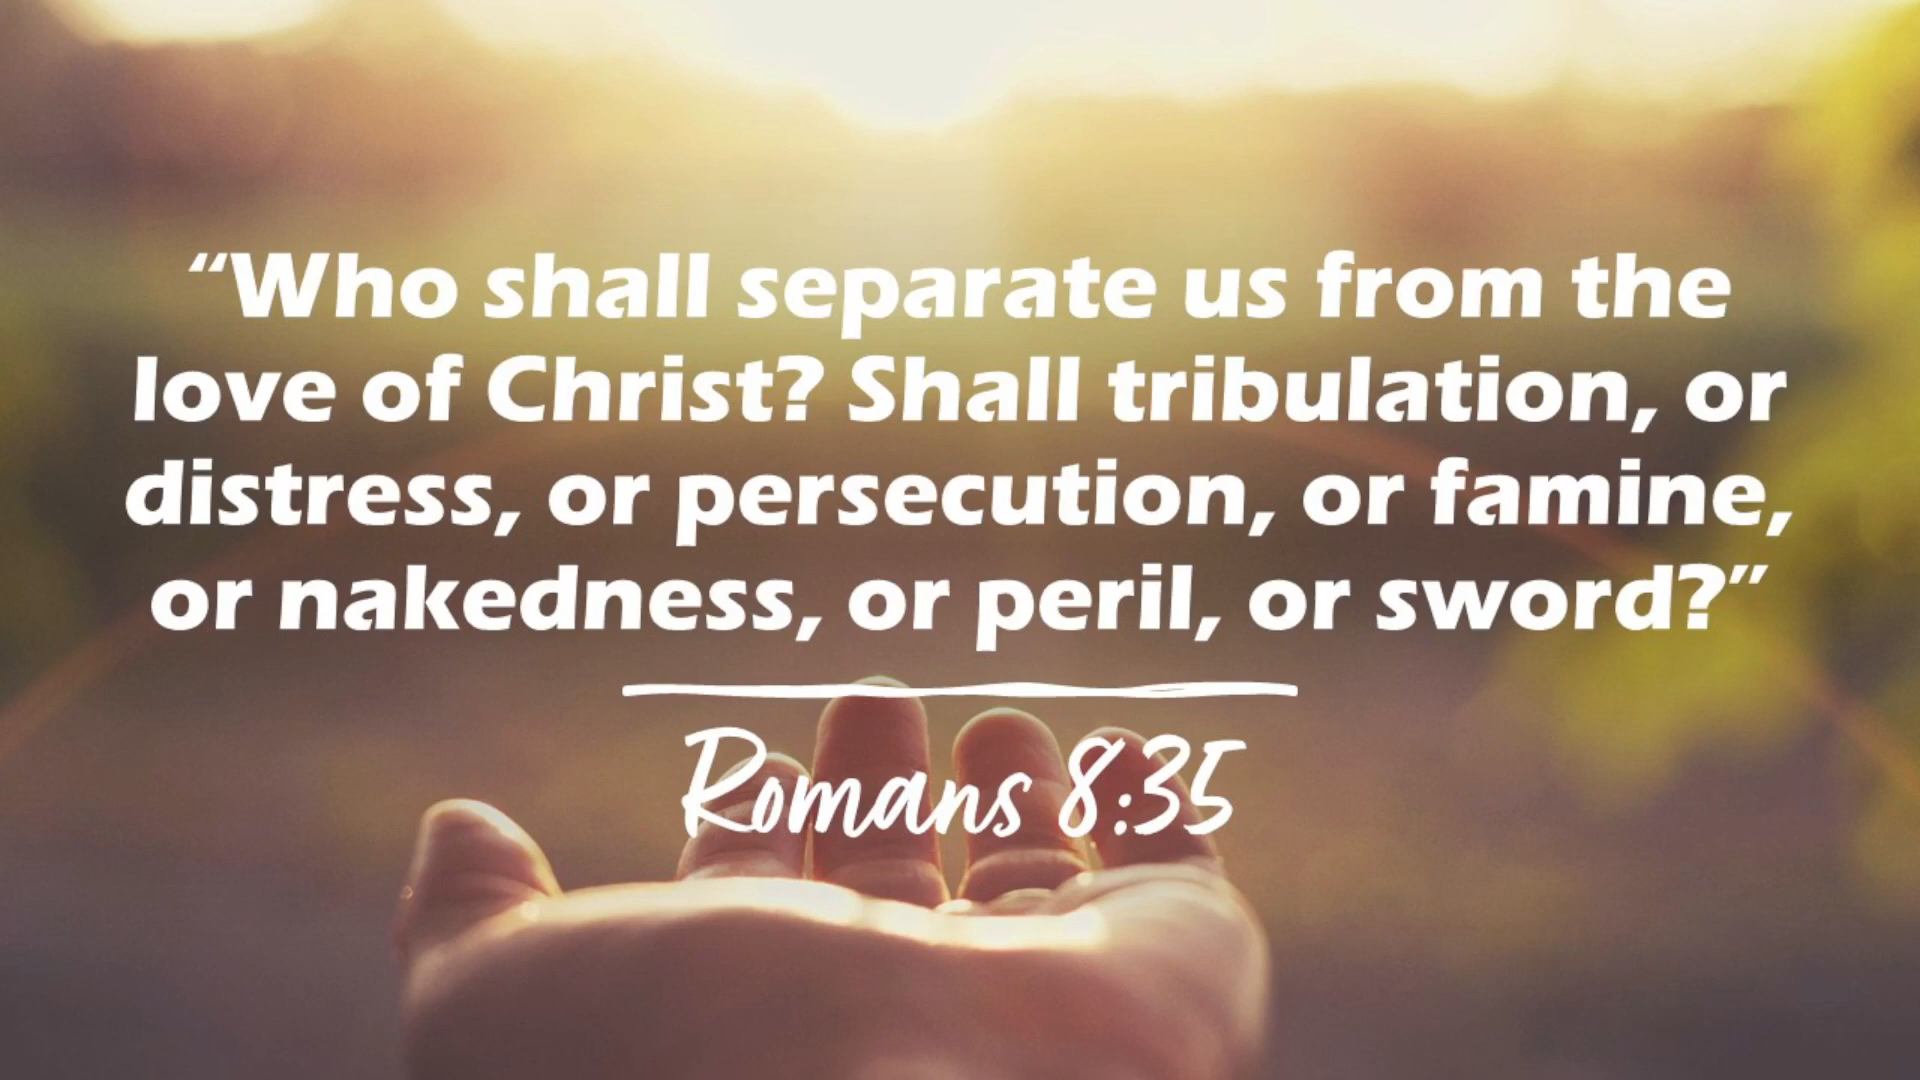 “Who shall separate us from the
love of Christ? Shall tribulation, or
distress, or persecution, or famine,
or nakedness, or peril, or sword?”
Romans 8:35